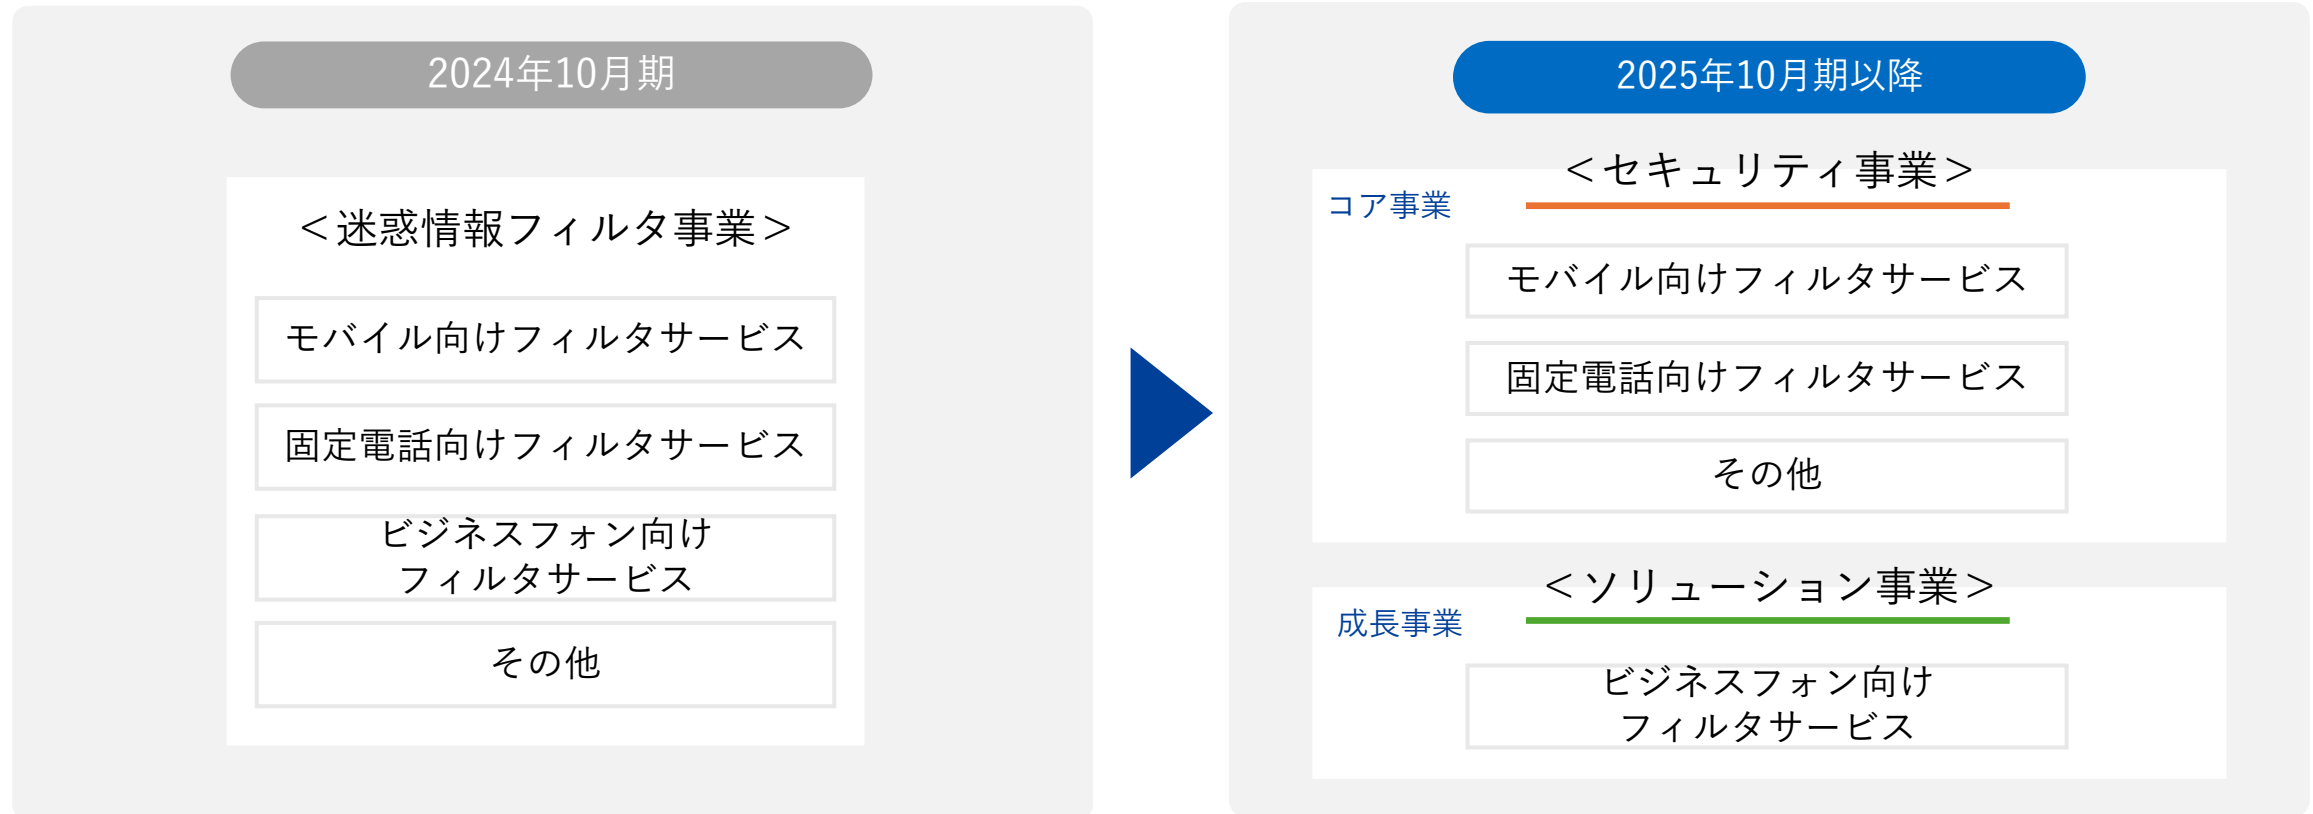 2024年10月期
＜迷惑情報フィルタ事業＞
モバイル向けフィルタサービス
固定電話向けフィルタサービス
ビジネスフォン向け
フィルタサービス
その他
2025年10月期以降
＜セキュリティ事業＞
コア事業
モバイル向けフィルタサービス
固定電話向けフィルタサービス
その他
＜ソリューション事業＞
成長事業
ビジネスフォン向け
フィルタサービス